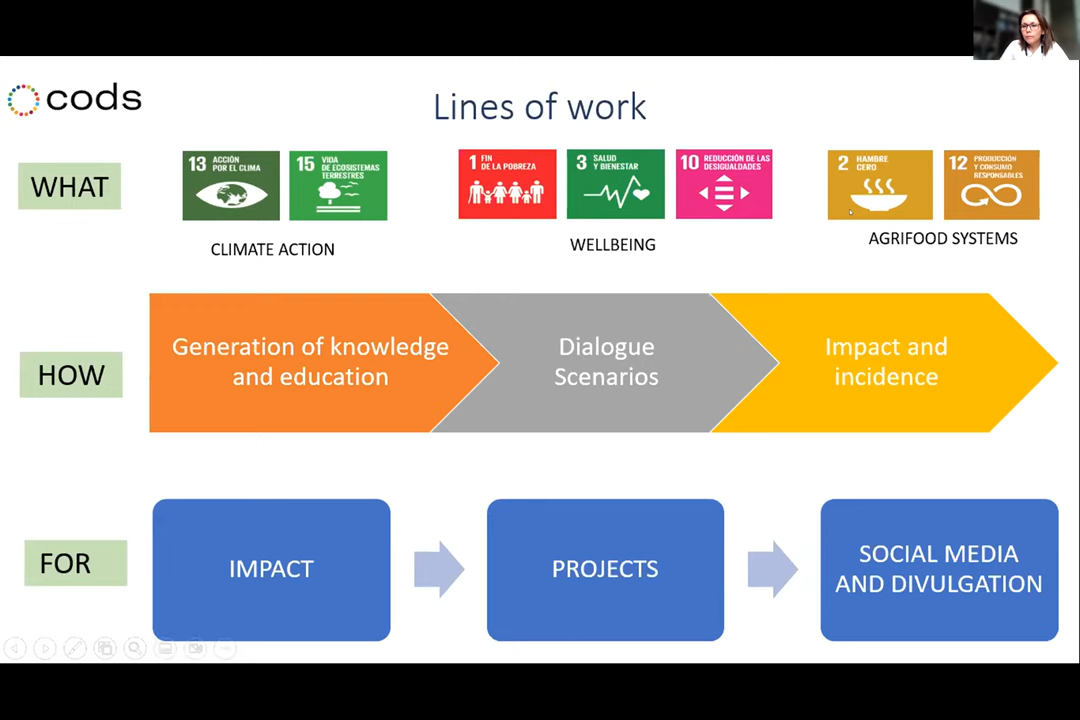 cods
Lines of work
WHAT
13 ACCIÓN
POR EL CLIMA
15 VIDA
DE ECOSISTEMAS
TERRESTRES
CLIMATE ACTION
1 FIN
DE LA POBREZA
3 SALUD
Y BIENESTAR
10 REDUCCIÓN DE LAS
DESIGUALDADES
WELLBEING
2 HAMBRE
CERO
12 PRODUCCIÓN
Y CONSUMO
RESPONSABLES
AGRIFOOD SYSTEMS
HOW
Generation of knowledge
and education
Dialogue
Scenarios
Impact and
incidence
FOR
IMPACT
PROJECTS
SOCIAL MEDIA
AND DIVULGATION